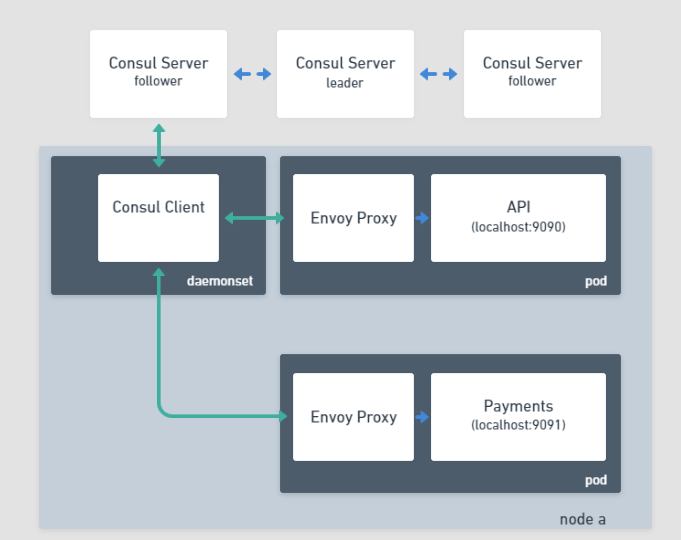 Consul Server
follower
Consul Server
leader
Consul Server
follower
Consul Client
daemonset
Envoy Proxy
API
(localhost:9090)
pod
Envoy Proxy
Payments
(localhost:9091)
pod
node a